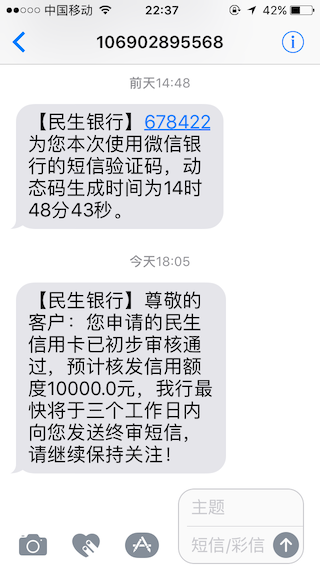 中国移动 22:37 42%
106902895568
前天14:48
【民生银行】678422
为您本次使用微信银
行的短信验证码，动
态码生成时间为14时
48分43秒。
今天18:05
【民生银行】尊敬的
客户：您申请的民生
信用卡已初步审核通
过，预计核发信用额
度10000.0元，我行最
快将于三个工作日内
向您发送终审短信，
请继续保持关注！
主题
短信/彩信